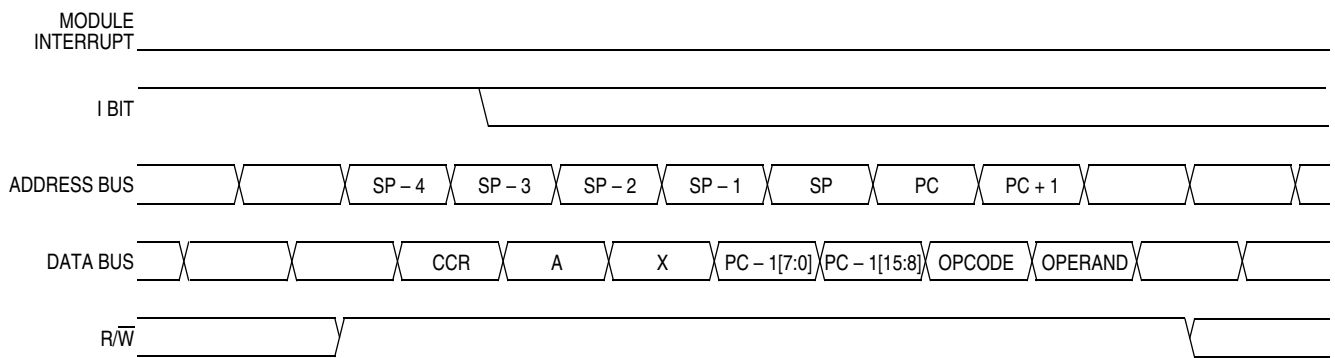 MODULE
INTERRUPT
I BIT
ADDRESS BUS SP – 4 SP – 3 SP – 2 SP – 1 SP PC PC + 1
DATA BUS CCR A X PC – 1[7:0] PC – 1[15:8] OPCODE OPERAND
R/W̅